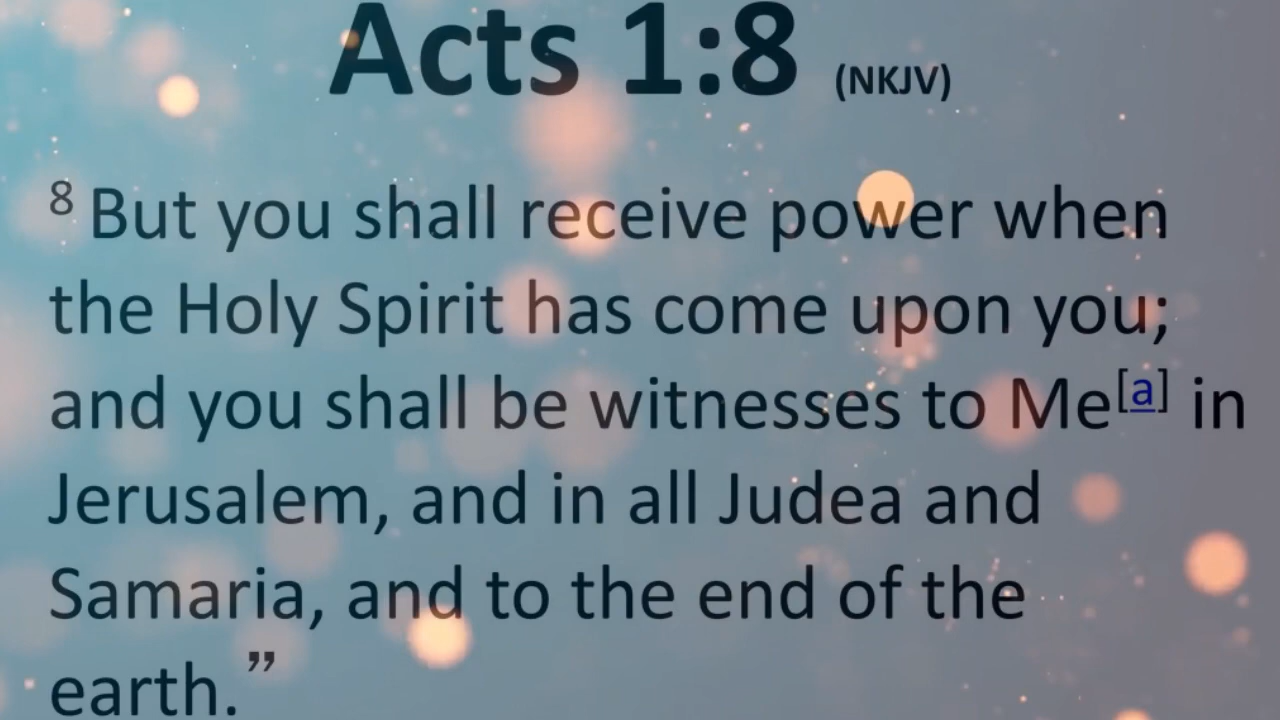 Acts 1:8 (NKJV)
8 But you shall receive power when
the Holy Spirit has come upon you;
and you shall be witnesses to Me[a] in
Jerusalem, and in all Judea and
Samaria, and to the end of the
earth.”